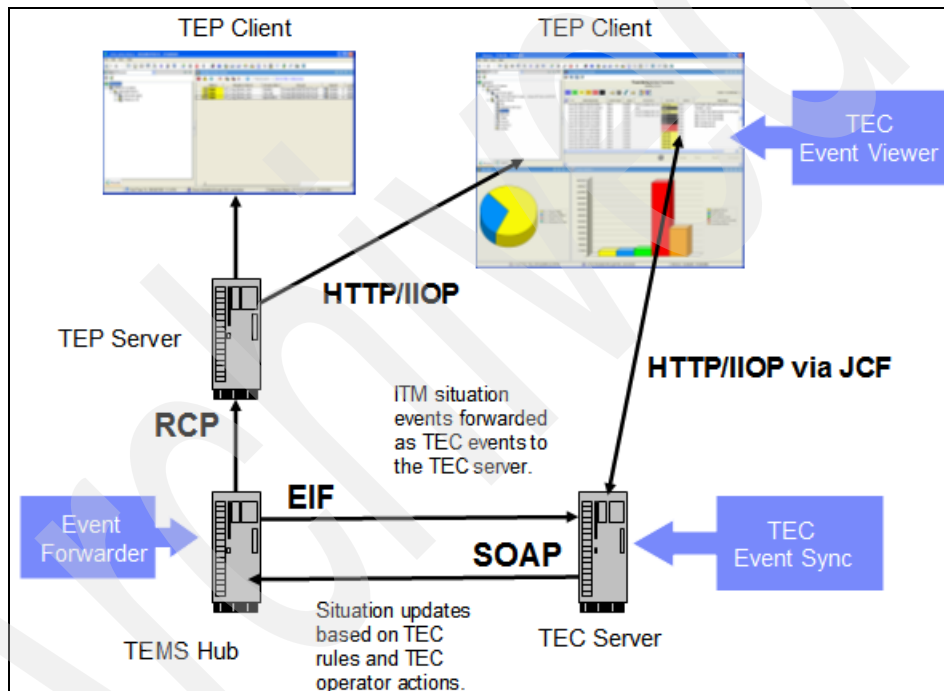 TEP Client
TEP Client
TEC
Event Viewer
HTTP/IIOP
TEP Server
HTTP/IIOP via JCF
ITM situation
events forwarded
as TEC events to
the TEC server.
RCP
EIF
Event
Forwarder
TEC
Event Sync
SOAP
TEMS Hub
Situation updates
based on TEC
rules and TEC
operator actions.
TEC Server